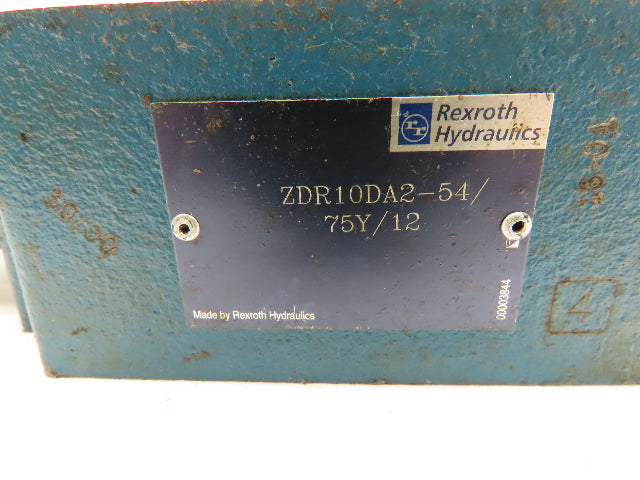 Rexroth
Hydraulics
ZDR10DA2-54/
75Y/12
Made by Rexroth Hydraulics
00003844
4